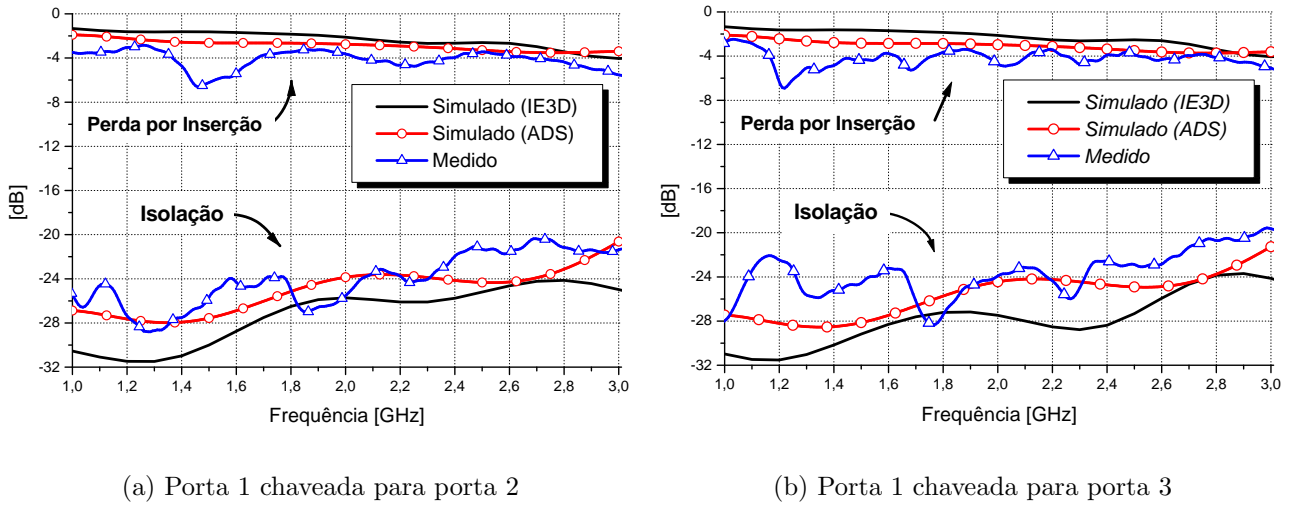 0
-4
-8
-12
-16
-20
-24
-28
-32
[dB]
1,0 1,2 1,4 1,6 1,8 2,0 2,2 2,4 2,6 2,8 3,0
Frequência [GHz]
Perda por Inserção
Isolação
Simulado (IE3D)
Simulado (ADS)
Medido
(a) Porta 1 chaveada para porta 2
0
-4
-8
-12
-16
-20
-24
-28
-32
[dB]
1,0 1,2 1,4 1,6 1,8 2,0 2,2 2,4 2,6 2,8 3,0
Frequência [GHz]
Perda por Inserção
Isolação
Simulado (IE3D)
Simulado (ADS)
Medido
(b) Porta 1 chaveada para porta 3